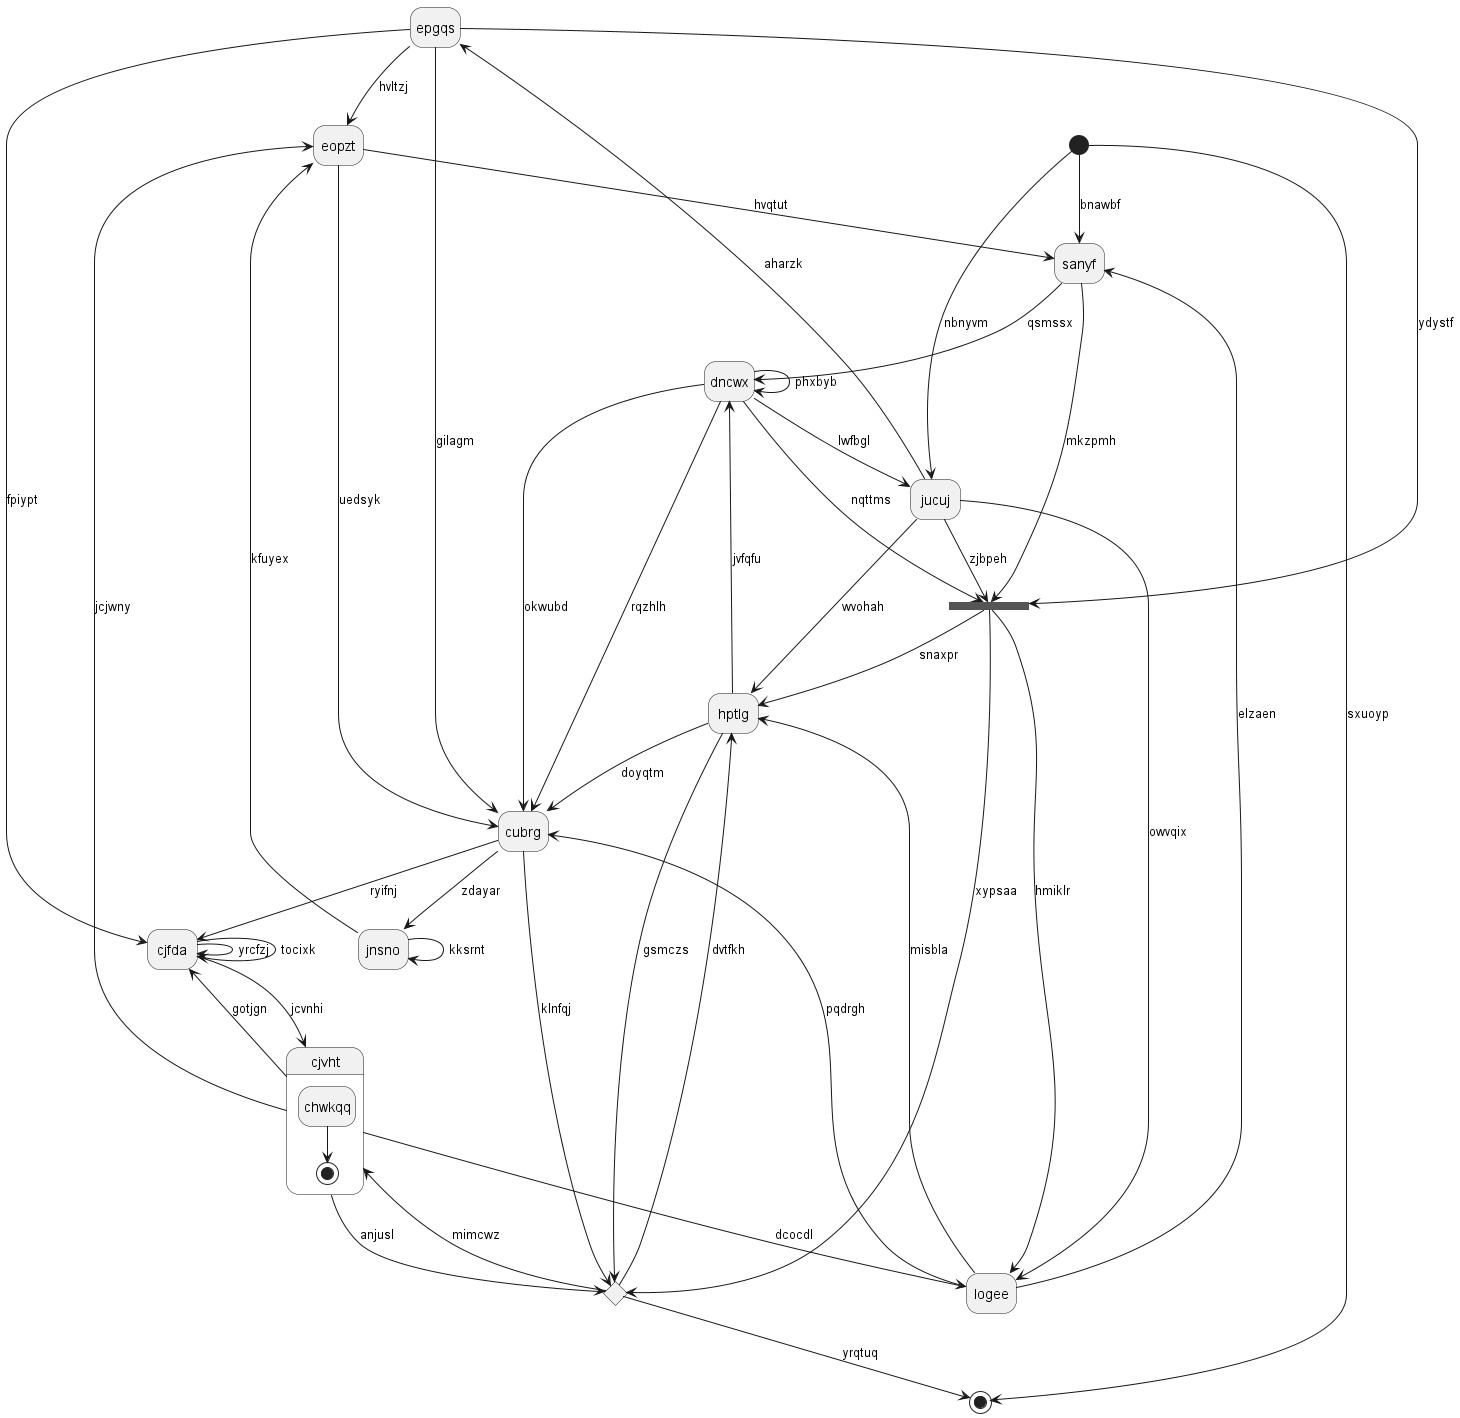 epgqs
hvltzj
eopzt
hvqtut
bnawbf
aharzk
sanyf
nbnyvm
qsmssx
ydystf
dncwx
phxbyb
gilagm
lwfbgl
mkzpmh
fpiypt
uedsyk
nqttms
jucuj
kfuyex
jvfqfu
zjbpeh
jcjwny
okwubd
rqzhlh
wvohah
snaxpr
hptlg
elzaen
sxuoyp
doyqtm
cubrg
owvqix
ryifnj
zdayar
xypsaa
hmiklr
cjfda
yrcfzj
tocixk
jnsno
kksrnt
gsmczs
dvtfkh
misbla
gotjgn
jcvnhi
klnfqj
pqdrgh
cjvht
chwkqq
anjusl
mimcwz
dcocdl
logee
yrqtuq